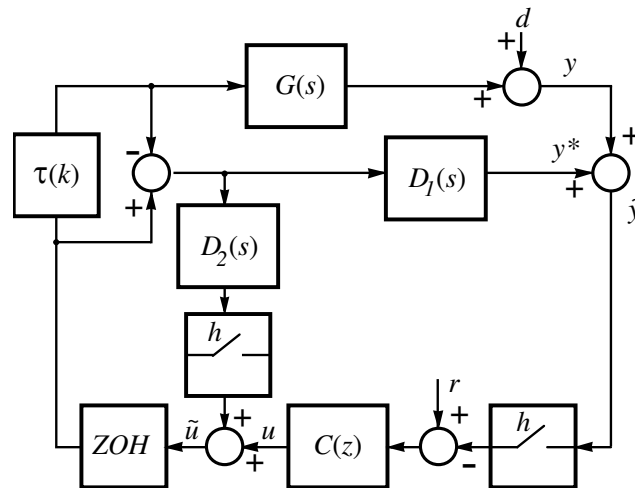 d
+
y
G(s)
+
+
-
y*
τ(k)
D1(s)
+
+
ŷ
D2(s)
h
r
+
+
h
ũ
u
ZOH
+
C(z)
-